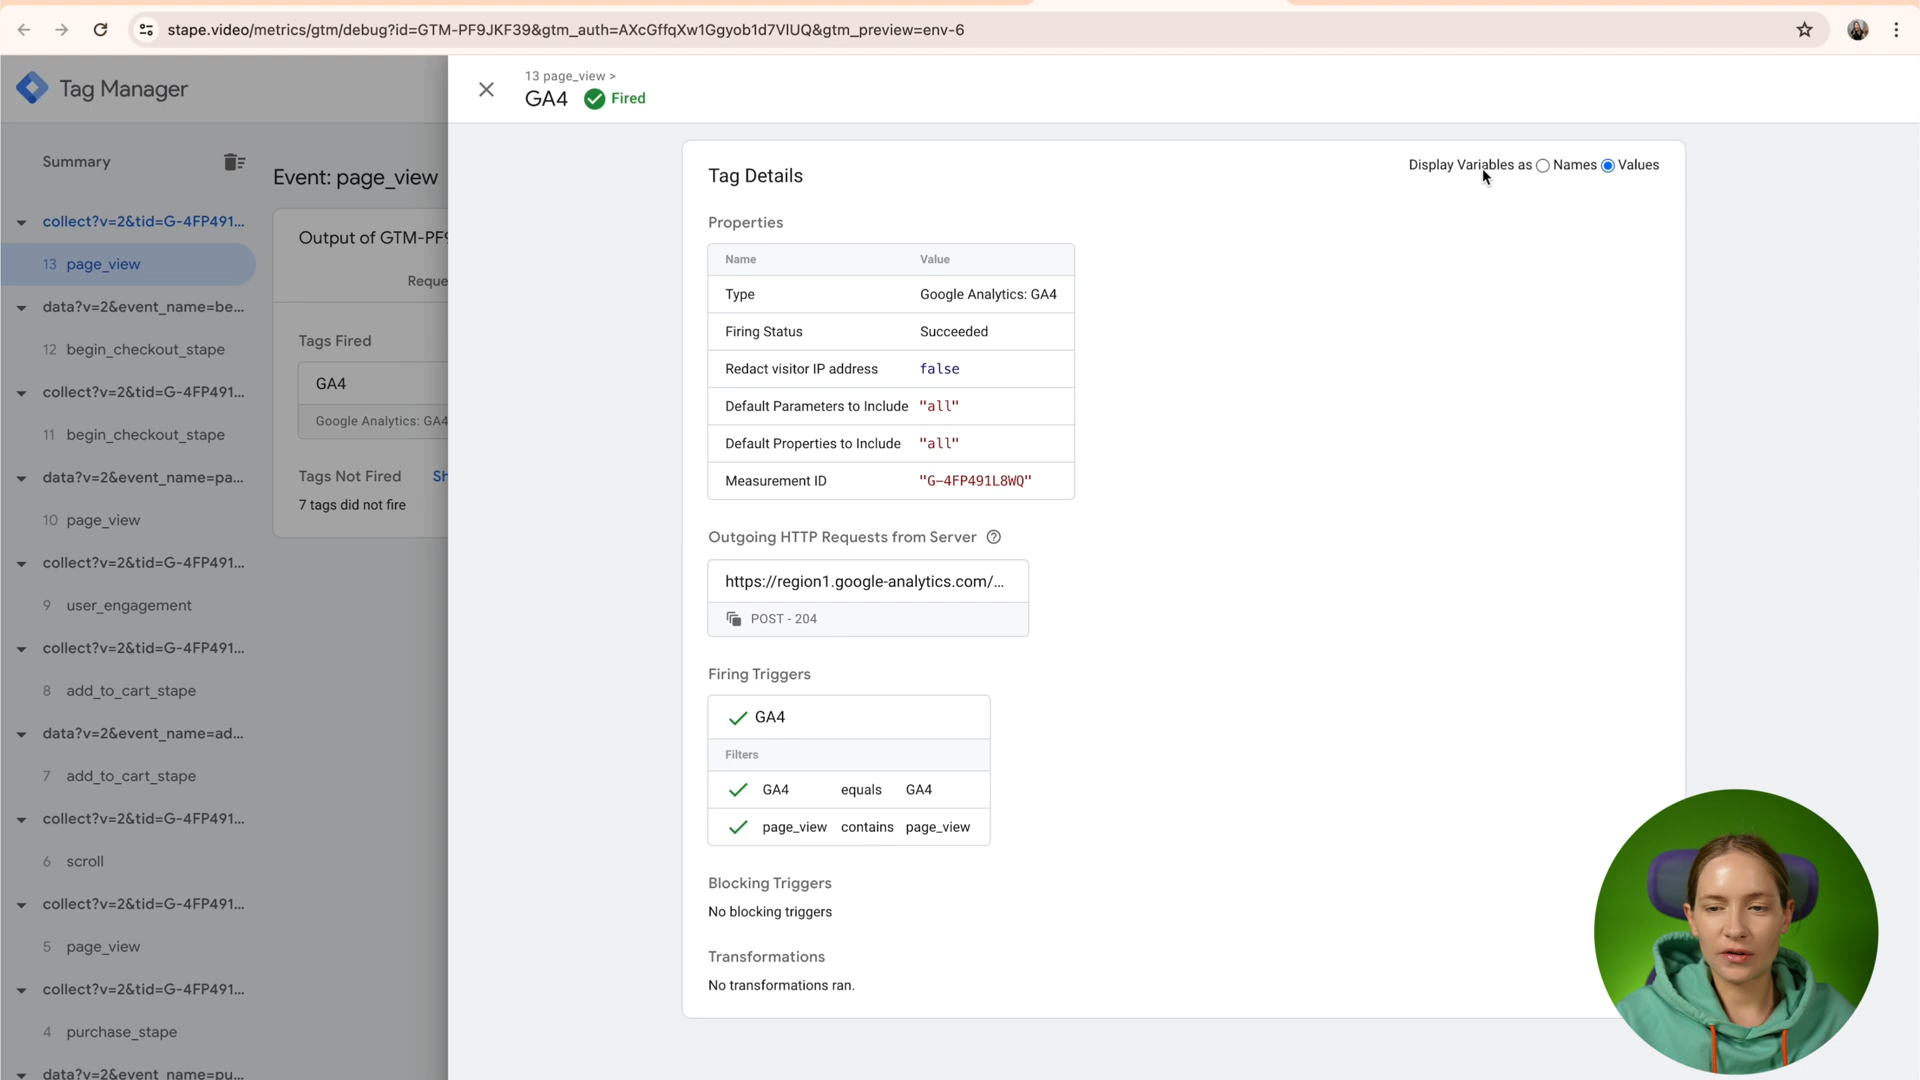 stape.video/metrics/gtm/debug?id=GTM-PF9JKF39&gtm_auth=AXcGffqXw1Ggyob1d7VlUQ&gtm_preview=env-6
Tag Manager
13 page_view >
GA4 Fired
Summary
collect?v=2&tid=G-4FP491...
13 page_view
data?v=2&event_name=be...
12 begin_checkout_stape
collect?v=2&tid=G-4FP491...
11 begin_checkout_stape
data?v=2&event_name=pa...
10 page_view
collect?v=2&tid=G-4FP491...
9 user_engagement
collect?v=2&tid=G-4FP491...
8 add_to_cart_stape
data?v=2&event_name=ad...
7 add_to_cart_stape
collect?v=2&tid=G-4FP491...
6 scroll
collect?v=2&tid=G-4FP491...
5 page_view
collect?v=2&tid=G-4FP491...
4 purchase_stape
data?v=2&event_name=pu...
Event: page_view
Output of GTM-PF9
Reque
Tags Fired
GA4
Google Analytics: GA4
Tags Not Fired Sh
7 tags did not fire
Tag Details
Display Variables as Names Values
Properties
Name Value
Type Google Analytics: GA4
Firing Status Succeeded
Redact visitor IP address false
Default Parameters to Include "all"
Default Properties to Include "all"
Measurement ID "G-4FP491L8WQ"
Outgoing HTTP Requests from Server
https://region1.google-analytics.com/...
POST - 204
Firing Triggers
GA4
Filters
GA4 equals GA4
page_view contains page_view
Blocking Triggers
No blocking triggers
Transformations
No transformations ran.